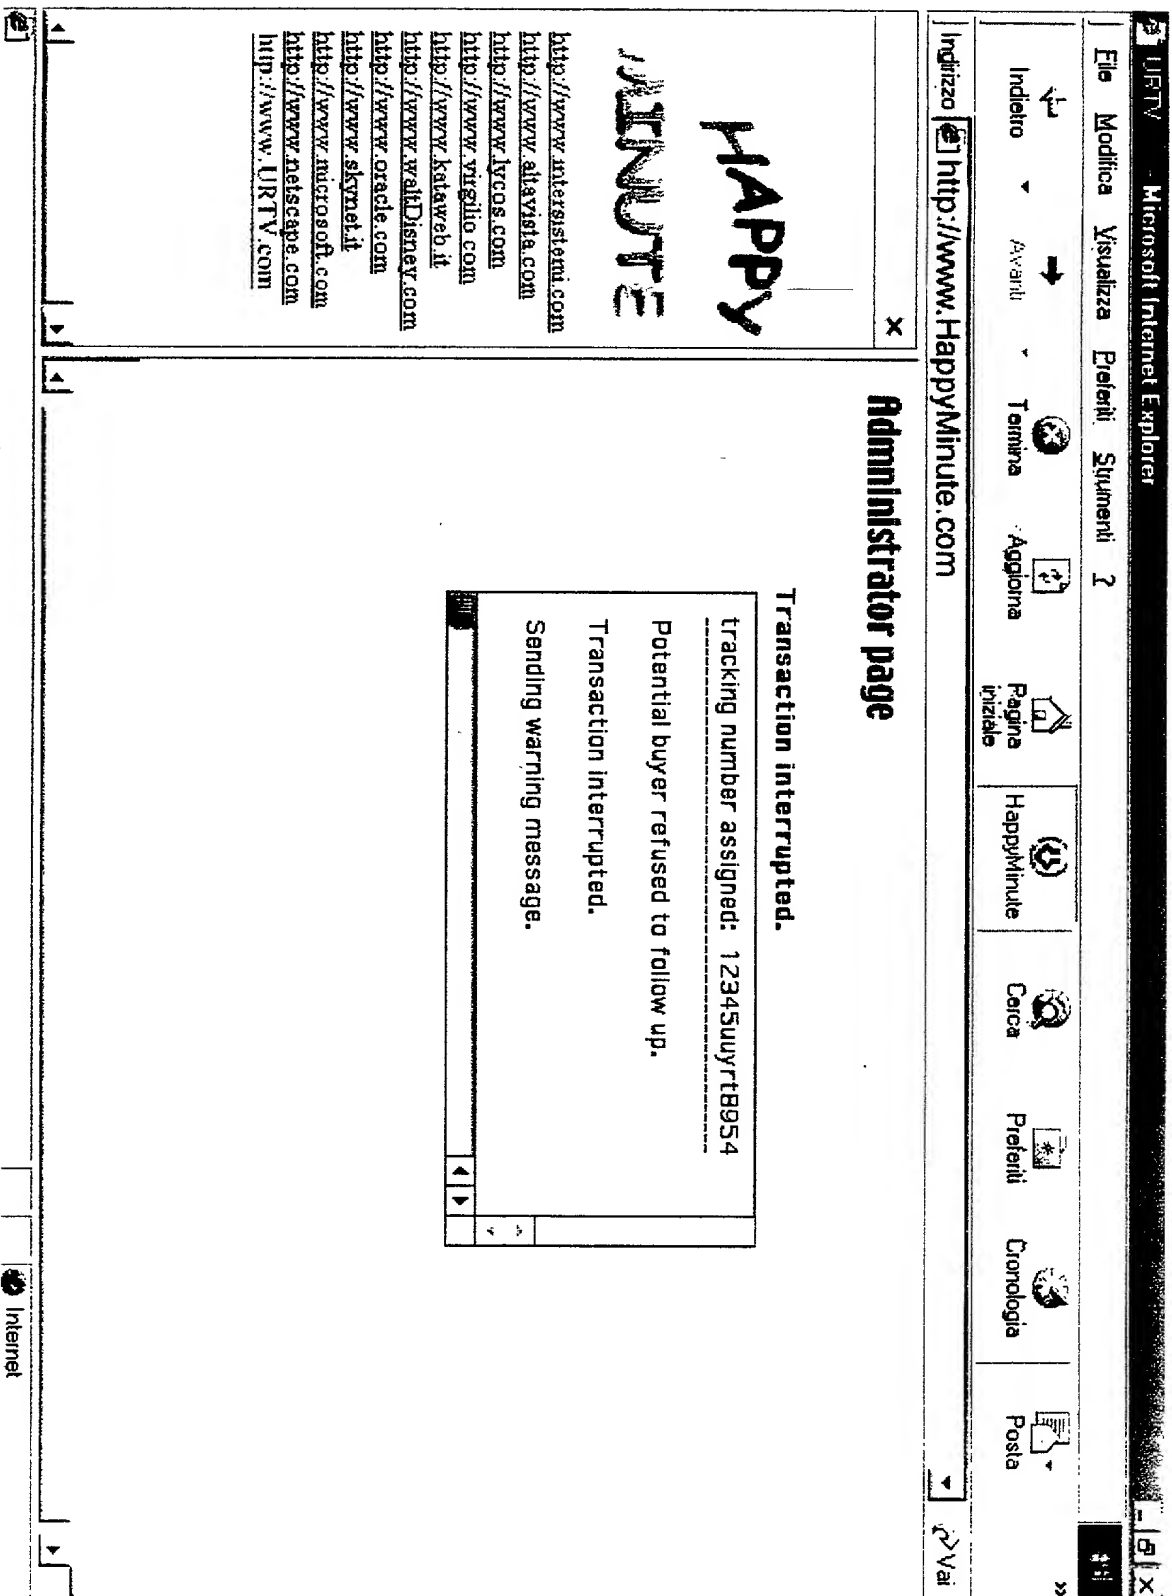 URTV - Microsoft Internet Explorer
File Modifica Visualizza Preferiti Strumenti ?
Indietro Avanti Termina Aggiorna Pagina iniziale HappyMinute Cerca Preferiti Cronologia Posta »
Indirizzo http://www.HappyMinute.com Vai
HAPPY
MINUTE
http://www.intersistemi.com
http://www.altavista.com
http://www.lycos.com
http://www.virgilio.com
http://www.kataweb.it
http://www.waltDisney.com
http://www.oracle.com
http://www.skynet.it
http://www.microsoft.com
http://www.netscape.com
http://www.URTV.com
Admninistrator page
Transaction interrupted.
tracking number assigned: 12345uuyrt8954
Potential buyer refused to follow up.
Transaction interrupted.
Sending warning message.
Internet